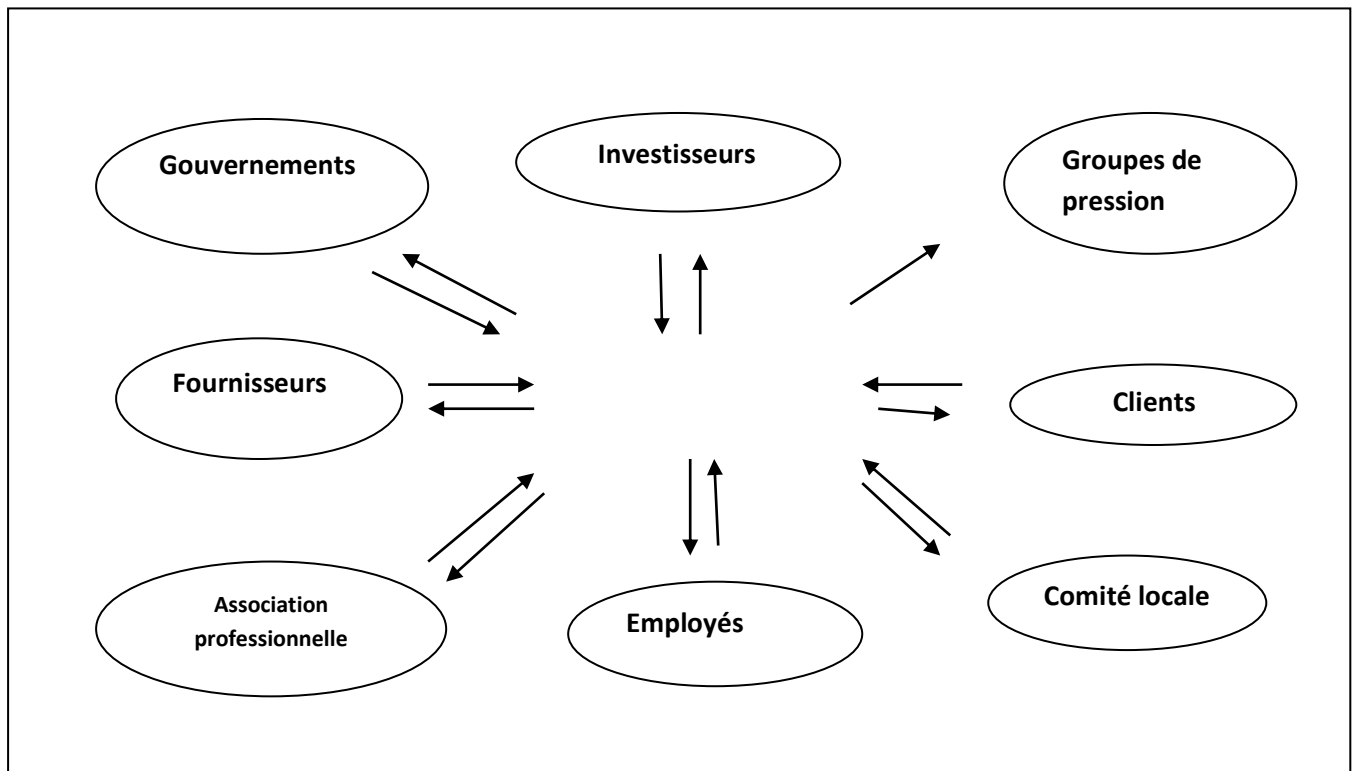 Gouvernements
Investisseurs
Groupes de
pression
Fournisseurs
Clients
Association
professionnelle
Employés
Comité locale